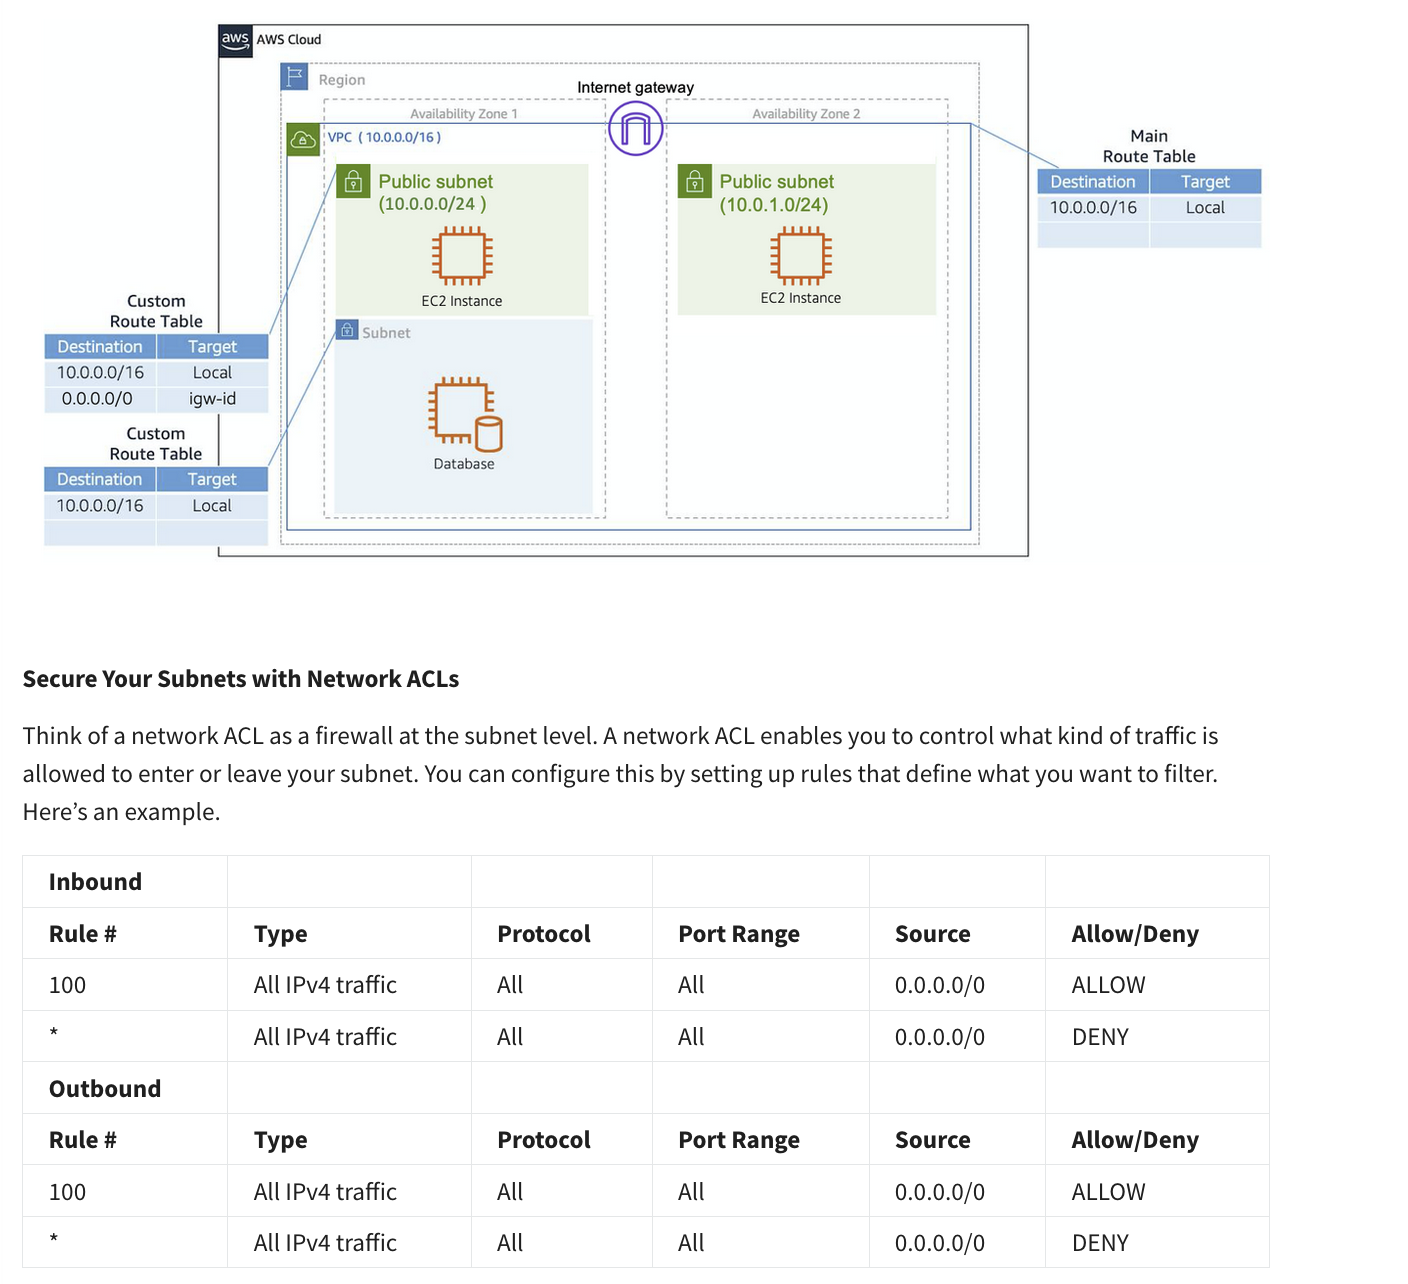 aws AWS Cloud
Region
Internet gateway
Availability Zone 1
Availability Zone 2
VPC ( 10.0.0.0/16 )
Public subnet
(10.0.0.0/24 )
EC2 Instance
Public subnet
(10.0.1.0/24)
EC2 Instance
Subnet
Database
Main
Route Table
Destination Target
10.0.0.0/16 Local
Custom
Route Table
Destination Target
10.0.0.0/16 Local
0.0.0.0/0 igw-id
Custom
Route Table
Destination Target
10.0.0.0/16 Local
Secure Your Subnets with Network ACLs
Think of a network ACL as a firewall at the subnet level. A network ACL enables you to control what kind of traffic is
allowed to enter or leave your subnet. You can configure this by setting up rules that define what you want to filter.
Here’s an example.
Inbound
Rule # Type Protocol Port Range Source Allow/Deny
100 All IPv4 traffic All All 0.0.0.0/0 ALLOW
* All IPv4 traffic All All 0.0.0.0/0 DENY
Outbound
Rule # Type Protocol Port Range Source Allow/Deny
100 All IPv4 traffic All All 0.0.0.0/0 ALLOW
* All IPv4 traffic All All 0.0.0.0/0 DENY